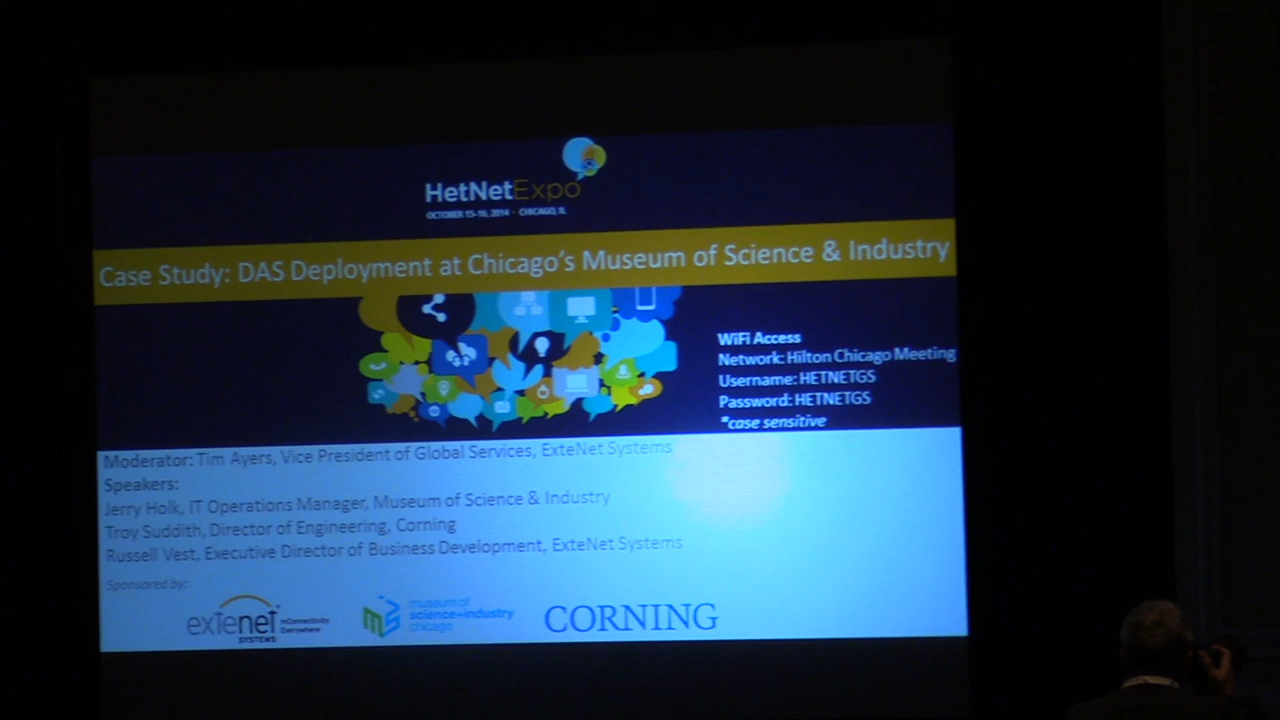 HetNetExpo
OCTOBER 15-16, 2014 - CHICAGO, IL
Case Study: DAS Deployment at Chicago's Museum of Science & Industry
WiFi Access
Network: Hilton Chicago Meeting
Username: HETNETGS
Password: HETNETGS
*case sensitive
Moderator: Tim Ayers, Vice President of Global Services, ExteNet Systems
Speakers:
Jerry Holk, IT Operations Manager, Museum of Science & Industry
Troy Suddith, Director of Engineering, Corning
Russell Vest, Executive Director of Business Development, ExteNet Systems
Sponsored by:
extenet
SYSTEMS
inConnectivity
Everywhere
museum of
science+industry
chicago
CORNING